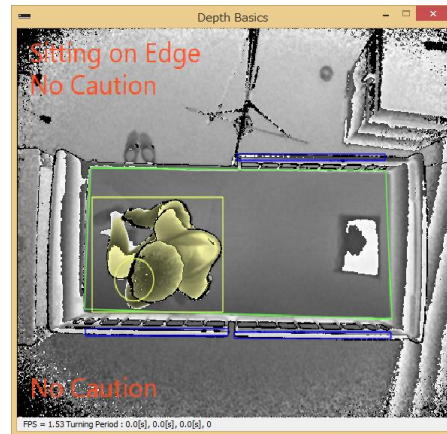 Depth Basics
Sitting on Edge
No Caution
No Caution
FPS = 1.53 Turning Period : 0.0[s], 0.0[s], 0.0[s], 0